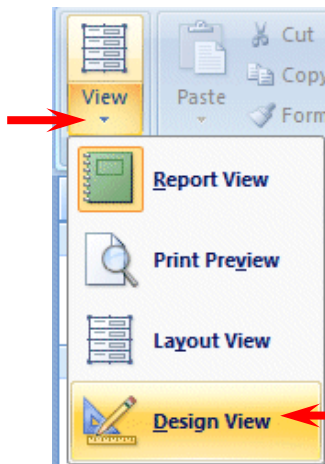 View
Paste
Cut
Copy
Form
Report View
Print Preview
Layout View
Design View